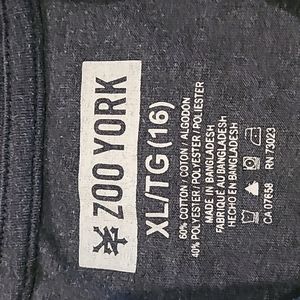 ZOO YORK
XL/TG (16)
60% COTTON / COTON / ALGODON
40% POLYESTER / POLYESTER / POLIESTER
MADE IN BANGLADESH
FABRIQUÉ AU BANGLADESH
HECHO EN BANGLADESH
CA 07658 RN 73023